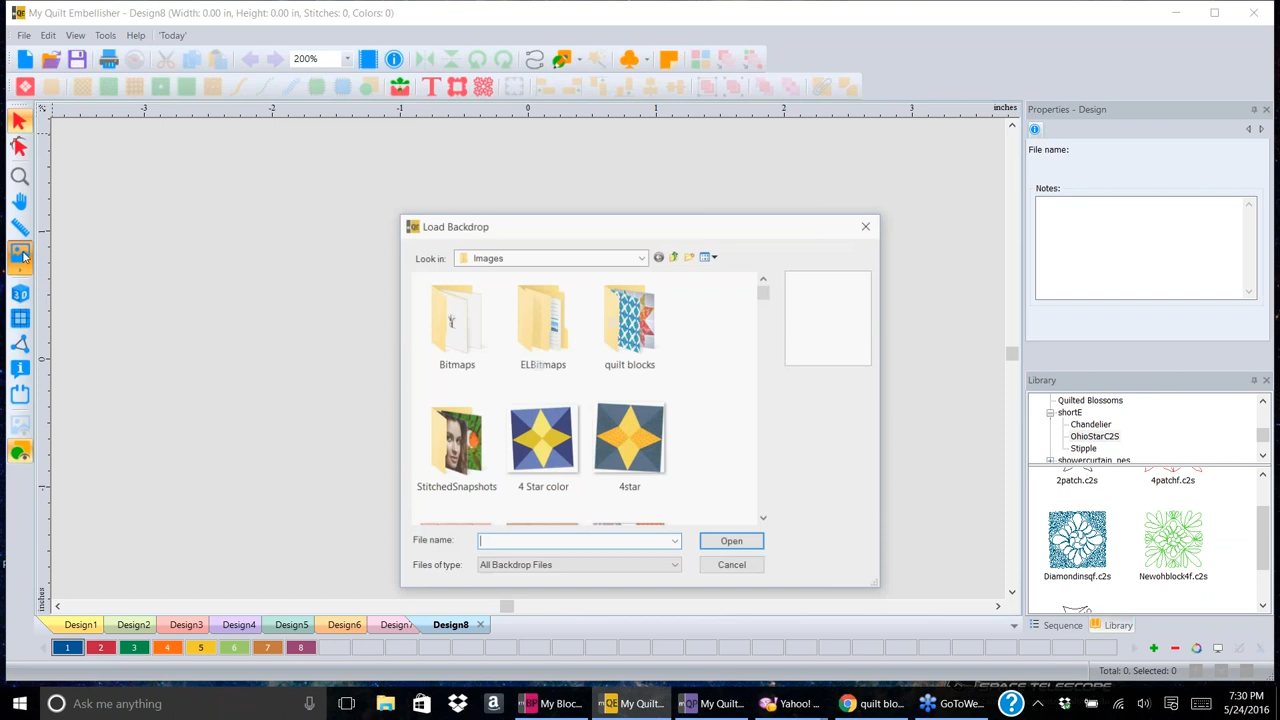 My Quilt Embellisher - Design8 (Width: 0.00 in, Height: 0.00 in, Stitches: 0, Colors: 0)
File Edit View Tools Help 'Today'
200%
-3 -2 -1 0 1 2 3 inches
Properties - Design
File name:
Notes:
Load Backdrop
Look in: Images
Bitmaps ELBitmaps quilt blocks
StitchedSnapshots 4 Star color 4star
File name: Open
Files of type: All Backdrop Files Cancel
Library
Quilted Blossoms
shortE
Chandelier
OhioStarC2S
Stipple
showercurtain_nes
2patch.c2s 4patchf.c2s
Diamondinsqf.c2s Newohblock4f.c2s
Sequence Library
inches
inches
Design1 Design2 Design3 Design4 Design5 Design6 Design7 Design8
1 2 3 4 5 6 7 8
Total: 0, Selected: 0
SPACE TELESCOPE
Ask me anything
My Bloc... My Quilt... My Quilt... Yahoo! ... quilt blo... GoToWe...
7:30 PM
5/24/2016